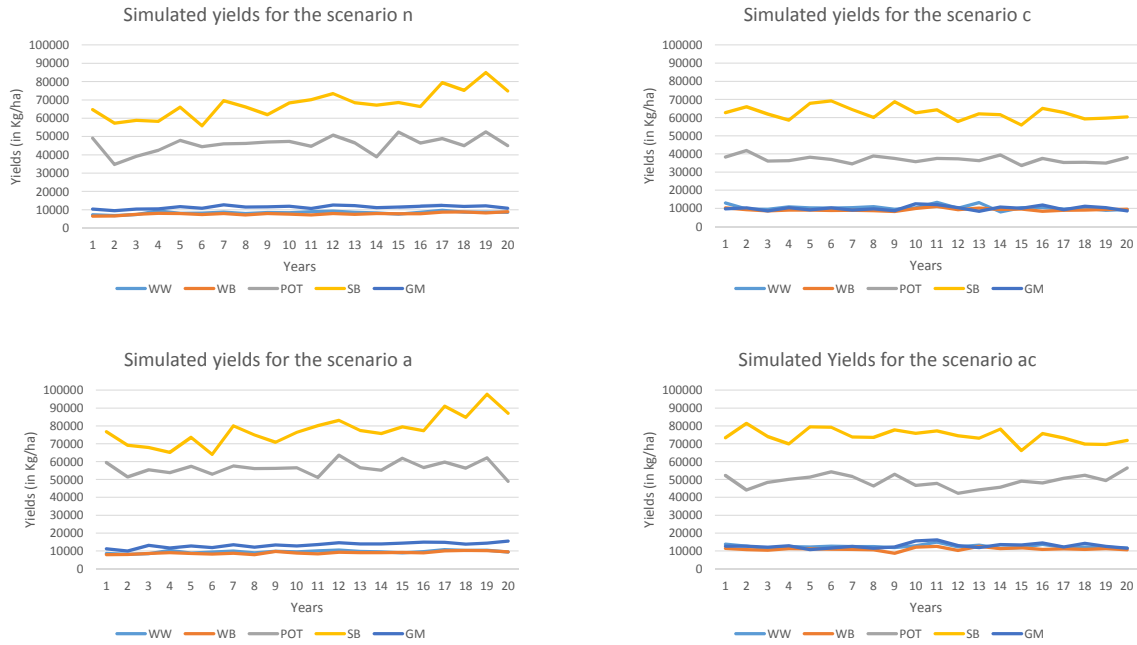 Simulated yields for the scenario n
Yields (in Kg/ha)
100000
90000
80000
70000
60000
50000
40000
30000
20000
10000
0
1 2 3 4 5 6 7 8 9 10 11 12 13 14 15 16 17 18 19 20
Years
WW WB POT SB GM
Simulated yields for the scenario c
Yields (in Kg/ha)
100000
90000
80000
70000
60000
50000
40000
30000
20000
10000
0
1 2 3 4 5 6 7 8 9 10 11 12 13 14 15 16 17 18 19 20
Years
WW WB POT SB GM
Simulated yields for the scenario a
Yields (in Kg/ha)
100000
90000
80000
70000
60000
50000
40000
30000
20000
10000
0
1 2 3 4 5 6 7 8 9 10 11 12 13 14 15 16 17 18 19 20
Years
WW WB POT SB GM
Simulated Yields for the scenario ac
Yields (in Kg/ha)
100000
90000
80000
70000
60000
50000
40000
30000
20000
10000
0
1 2 3 4 5 6 7 8 9 10 11 12 13 14 15 16 17 18 19 20
Years
WW WB POT SB GM